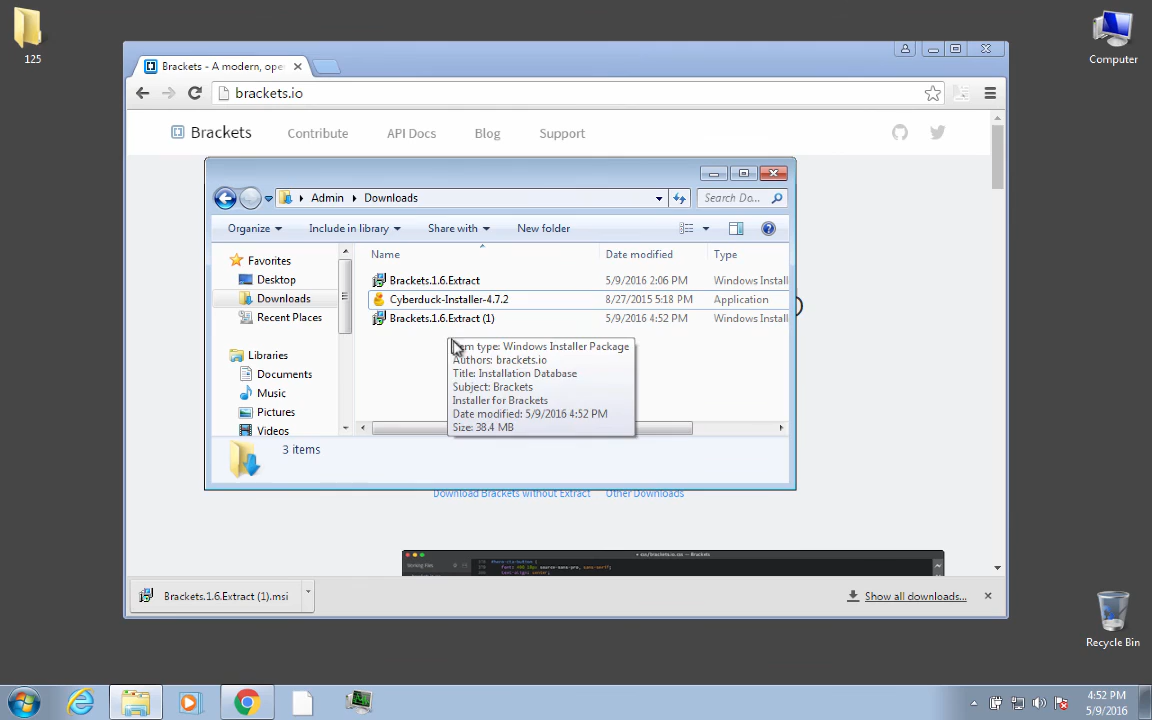 125
Computer
Brackets - A modern, ope
brackets.io
Brackets Contribute API Docs Blog Support
Admin Downloads
Search Do...
Organize Include in library Share with New folder
Favorites
Desktop
Downloads
Recent Places
Libraries
Documents
Music
Pictures
Videos
Name Date modified Type
Brackets.1.6.Extract 5/9/2016 2:06 PM Windows Install
Cyberduck-Installer-4.7.2 8/27/2015 5:18 PM Application
Brackets.1.6.Extract (1) 5/9/2016 4:52 PM Windows Install
type: Windows Installer Package
Authors: brackets.io
Title: Installation Database
Subject: Brackets
Installer for Brackets
Date modified: 5/9/2016 4:52 PM
Size: 38.4 MB
3 items
Download Brackets without Extract Other Downloads
Brackets.1.6.Extract (1).msi
Show all downloads...
Recycle Bin
4:52 PM
5/9/2016